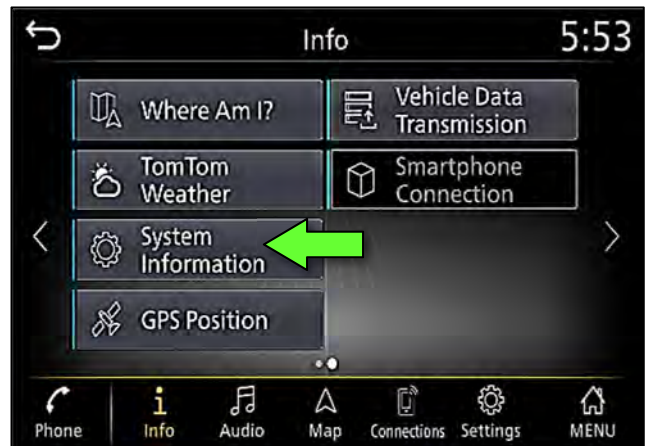 Info
5:53
Where Am I?
Vehicle Data
Transmission
TomTom
Weather
Smartphone
Connection
System
Information
GPS Position
Phone
Info
Audio
Map
Connections
Settings
MENU